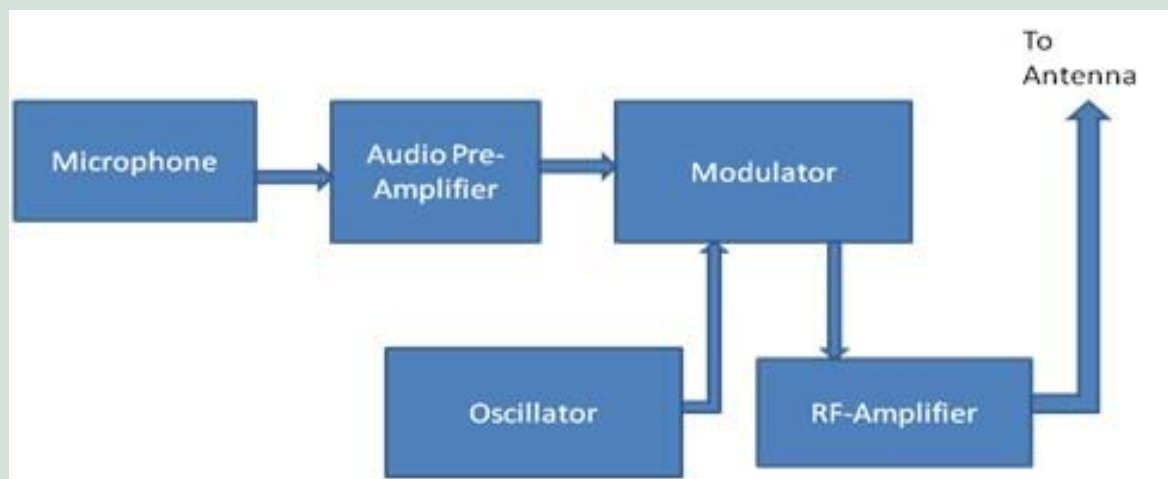 To
Antenna
Microphone
Audio Pre-
Amplifier
Modulator
Oscillator
RF-Amplifier